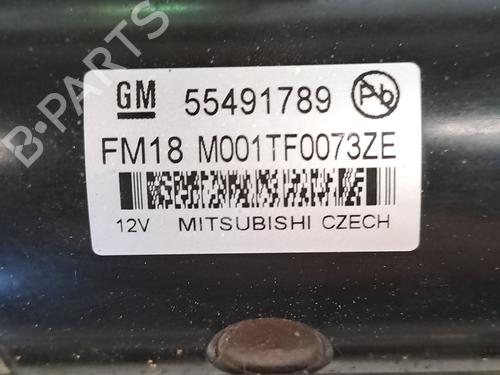 B-PARTS
GM 55491789 Pb
FM18 M001TF0073ZE
12V MITSUBISHI CZECH